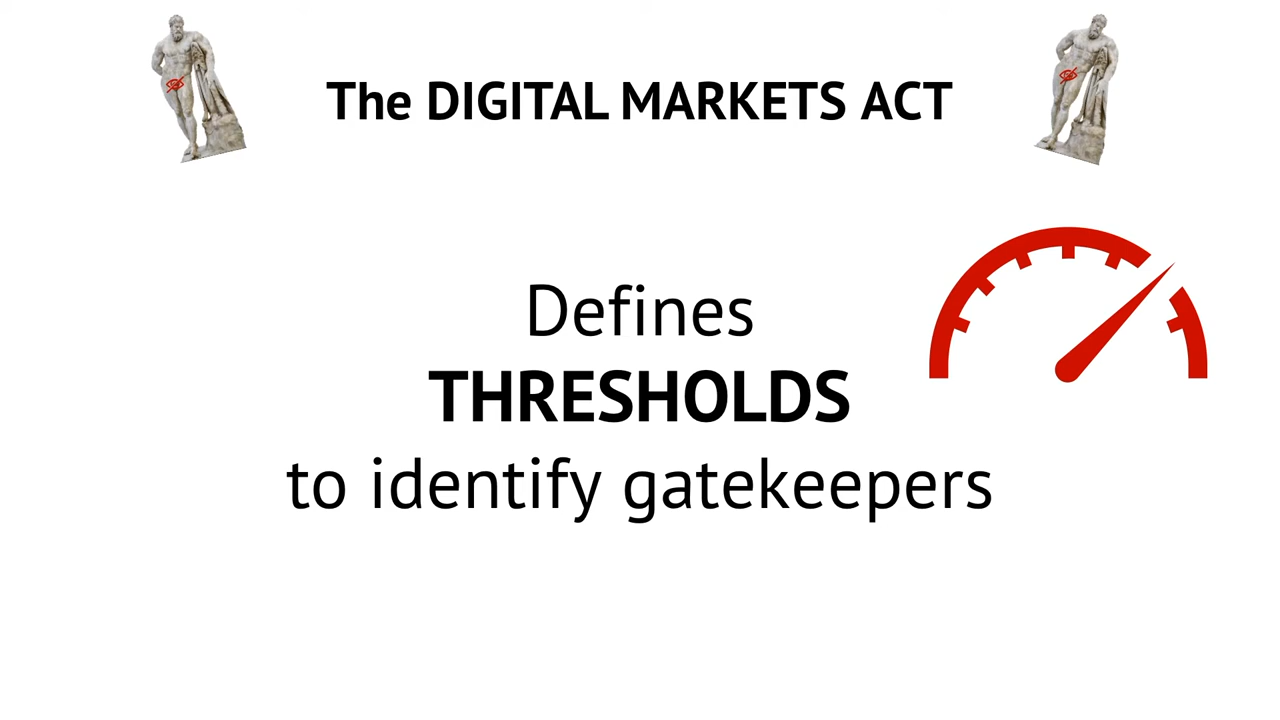 The DIGITAL MARKETS ACT
Defines
THRESHOLDS
to identify gatekeepers